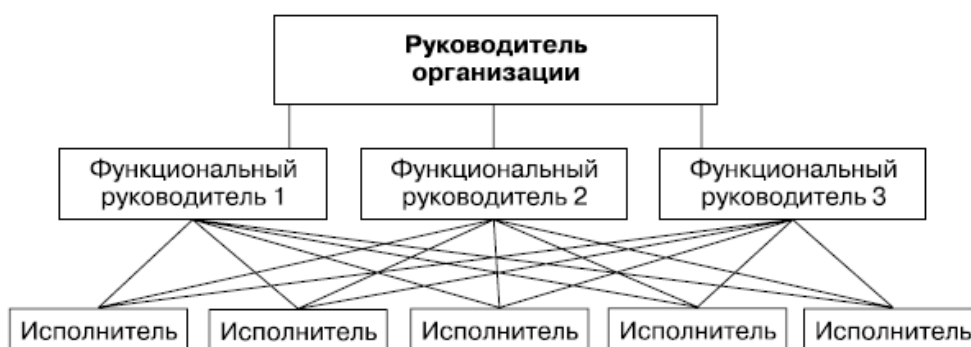 Руководитель
организации
Функциональный
руководитель 1
Функциональный
руководитель 2
Функциональный
руководитель 3
Исполнитель
Исполнитель
Исполнитель
Исполнитель
Исполнитель